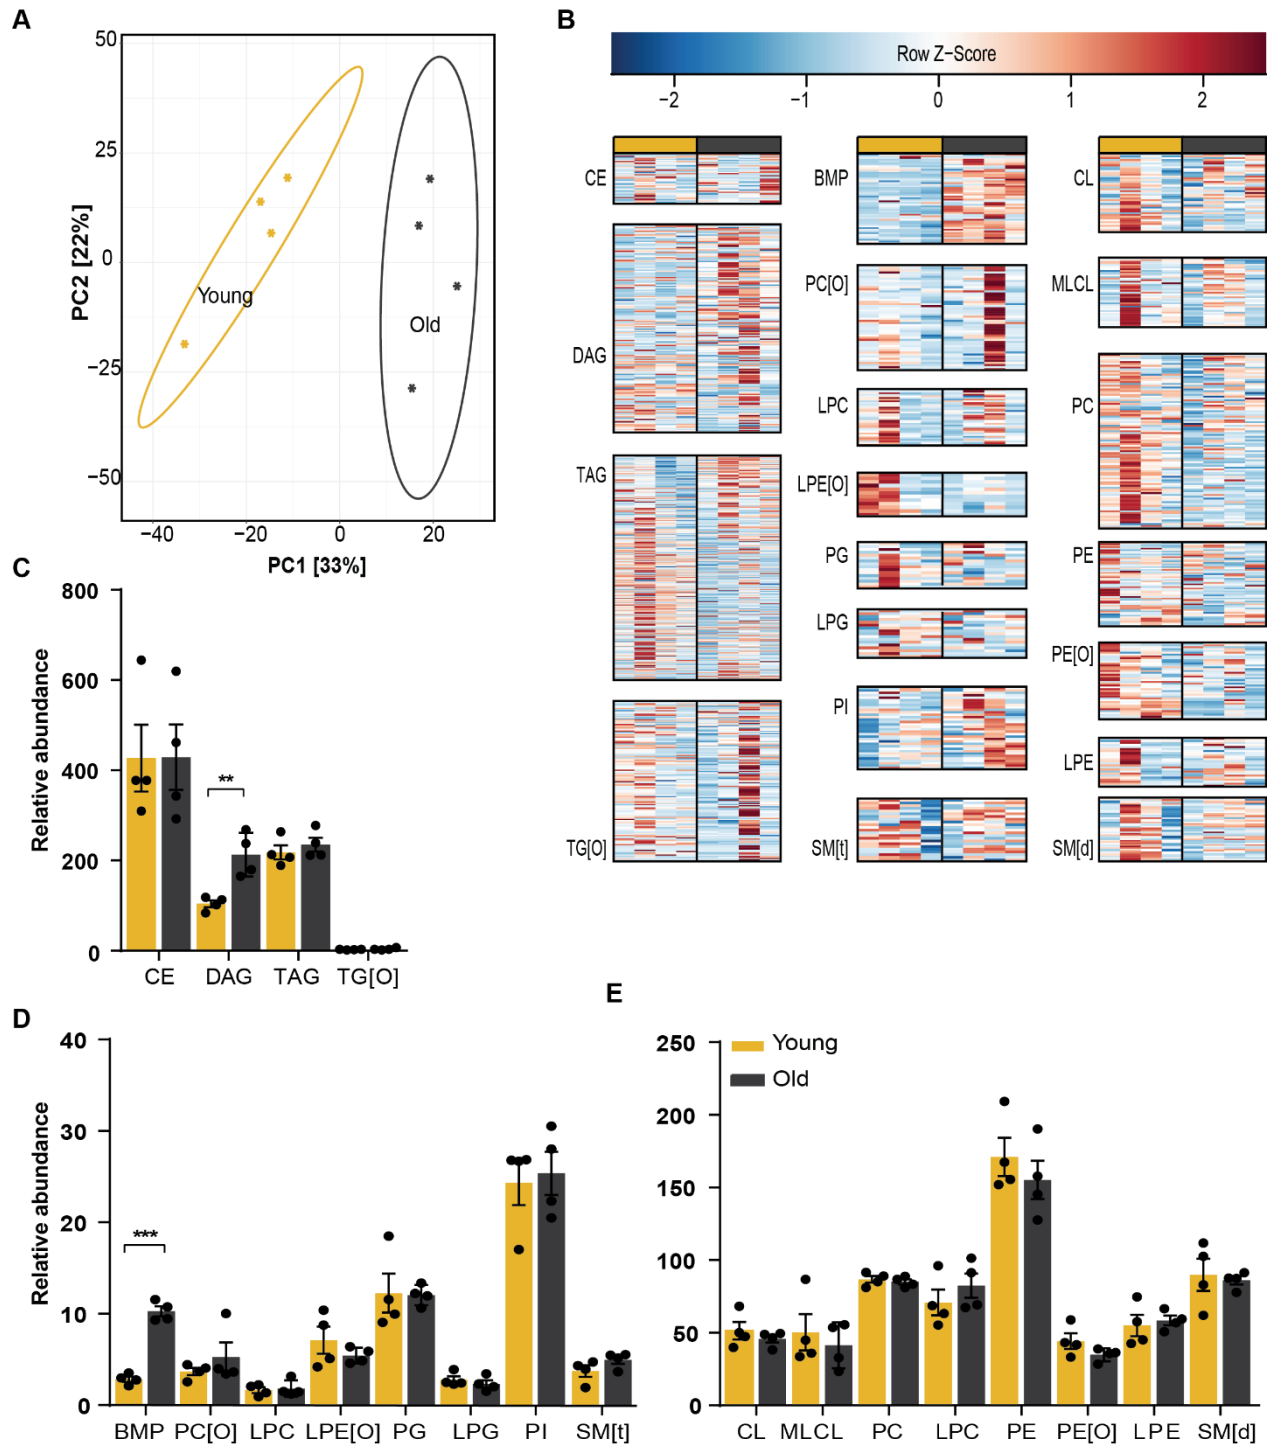 A
50
25
0
−25
−50
PC2 [22%]
Young
Old
−40
−20
0
20
PC1 [33%]
B
Row Z−Score
−2
−1
0
1
2
CE
DAG
TAG
TG[O]
BMP
PC[O]
LPC
LPE[O]
PG
LPG
PI
SM[t]
CL
MLCL
PC
PE
PE[O]
LPE
SM[d]
C
800
600
400
200
0
Relative abundance
**
CE DAG TAG TG[O]
D
40
30
20
10
0
Relative abundance
***
BMP PC[O] LPC LPE[O] PG LPG PI SM[t]
E
250
200
150
100
50
0
Young
Old
CL MLCL PC LPC PE PE[O] LPE SM[d]